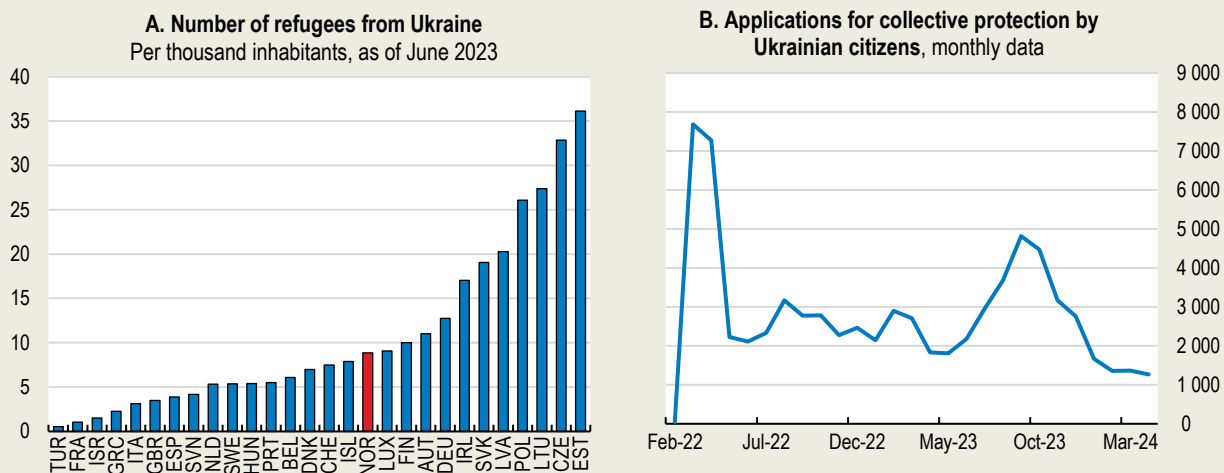 A. Number of refugees from Ukraine
Per thousand inhabitants, as of June 2023
40
35
30
25
20
15
10
5
0
TUR
FRA
ISR
GRC
ITA
GBR
ESP
SVN
NLD
SWE
HUN
PRT
BEL
DNK
CHE
ISL
NOR
LUX
FIN
AUT
DEU
IRL
SVK
LVA
POL
LTU
CZE
EST
B. Applications for collective protection by
Ukrainian citizens, monthly data
9 000
8 000
7 000
6 000
5 000
4 000
3 000
2 000
1 000
0
Feb-22
Jul-22
Dec-22
May-23
Oct-23
Mar-24